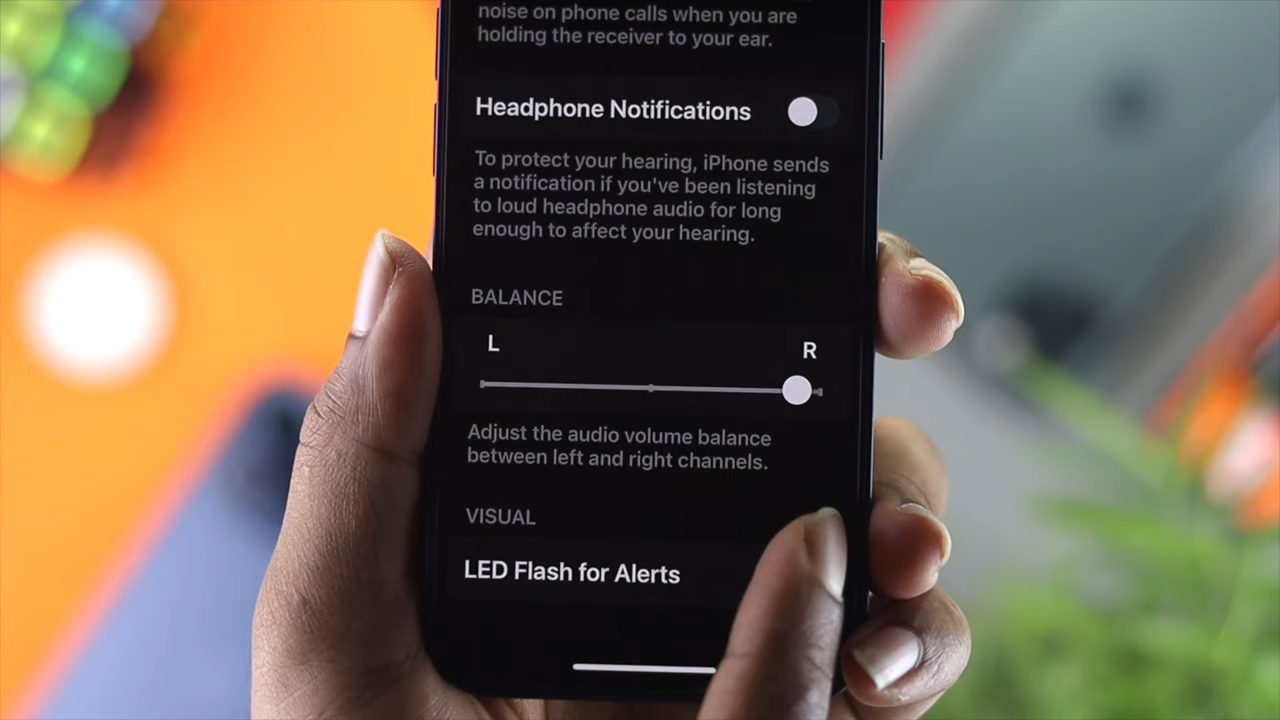 noise on phone calls when you are
holding the receiver to your ear.
Headphone Notifications
To protect your hearing, iPhone sends
a notification if you've been listening
to loud headphone audio for long
enough to affect your hearing.
BALANCE
L R
Adjust the audio volume balance
between left and right channels.
VISUAL
LED Flash for Alerts